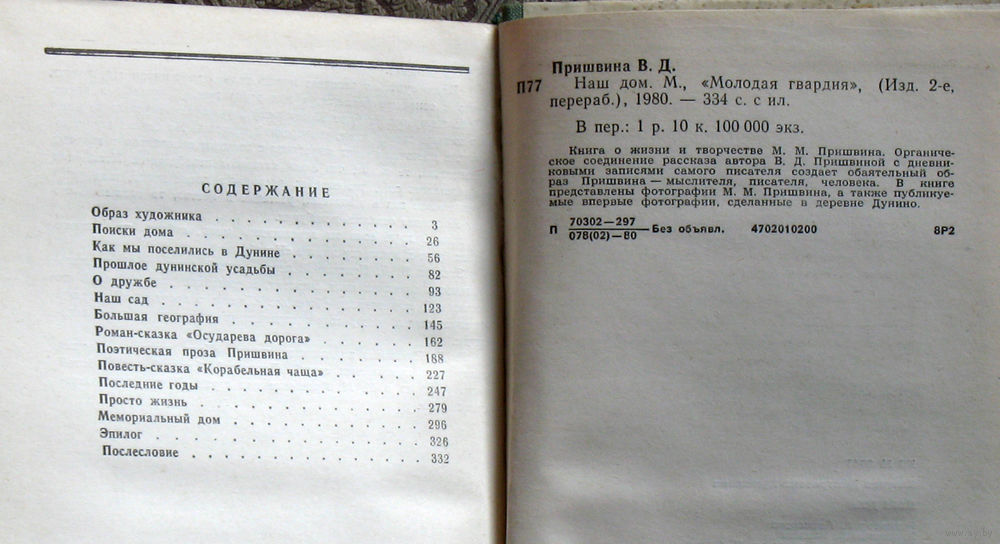 СОДЕРЖАНИЕ
Образ художника . . . . . . . . . . . . 3
Поиски дома . . . . . . . . . . . . 26
Как мы поселились в Дунине . . . . . . . . 56
Прошлое дунинской усадьбы . . . . . . . . 82
О дружбе . . . . . . . . . . . . 93
Наш сад . . . . . . . . . . . . 123
Большая география . . . . . . . . . . 145
Роман-сказка «Осударева дорога» . . . . . . 162
Поэтическая проза Пришвина . . . . . . . 188
Повесть-сказка «Корабельная чаща» . . . . . 227
Последние годы . . . . . . . . . . . 247
Просто жизнь . . . . . . . . . . . 279
Мемориальный дом . . . . . . . . . . 296
Эпилог . . . . . . . . . . . . 326
Послесловие . . . . . . . . . . . . 332
Пришвина В. Д.
П77 Наш дом. М., «Молодая гвардия», (Изд. 2-е,
перераб.), 1980. — 334 с. с ил.
В пер.: 1 р. 10 к. 100 000 экз.
Книга о жизни и творчестве М. М. Пришвина. Органиче-
ское соединение рассказа автора В. Д. Пришвиной с дневни-
ковыми записями самого писателя создает обаятельный об-
раз Пришвина — мыслителя, писателя, человека. В книге
представлены фотографии М. М. Пришвина, а также публикуе-
мые впервые фотографии, сделанные в деревне Дунино.
70302—297
П Без объявл. 4702010200 8Р2
078(02)—80